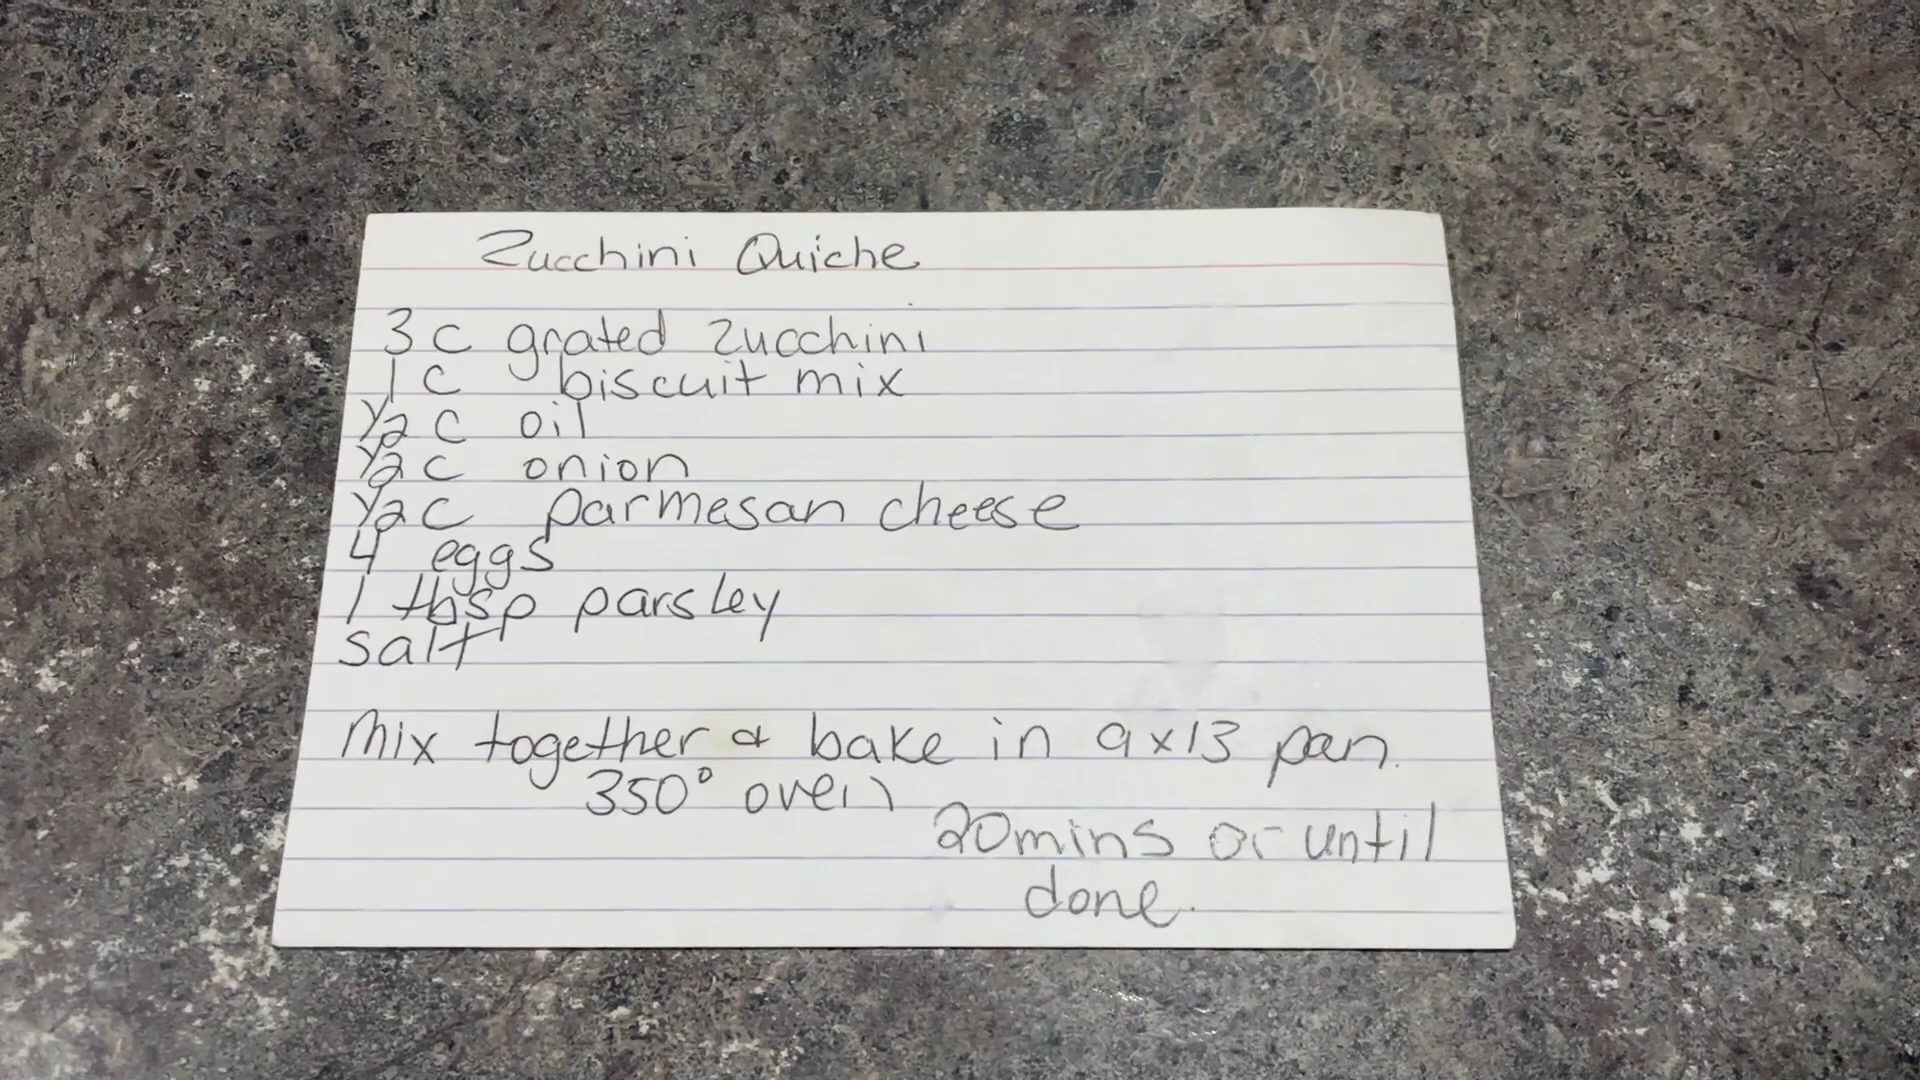 Zucchini Quiche
3 c grated zucchini
1 c biscuit mix
1/2 c oil
1/2 c onion
1/2 c parmesan cheese
4 eggs
1 tbsp parsley
salt
Mix together & bake in 9x13 pan.
350° oven
20mins or until
done.